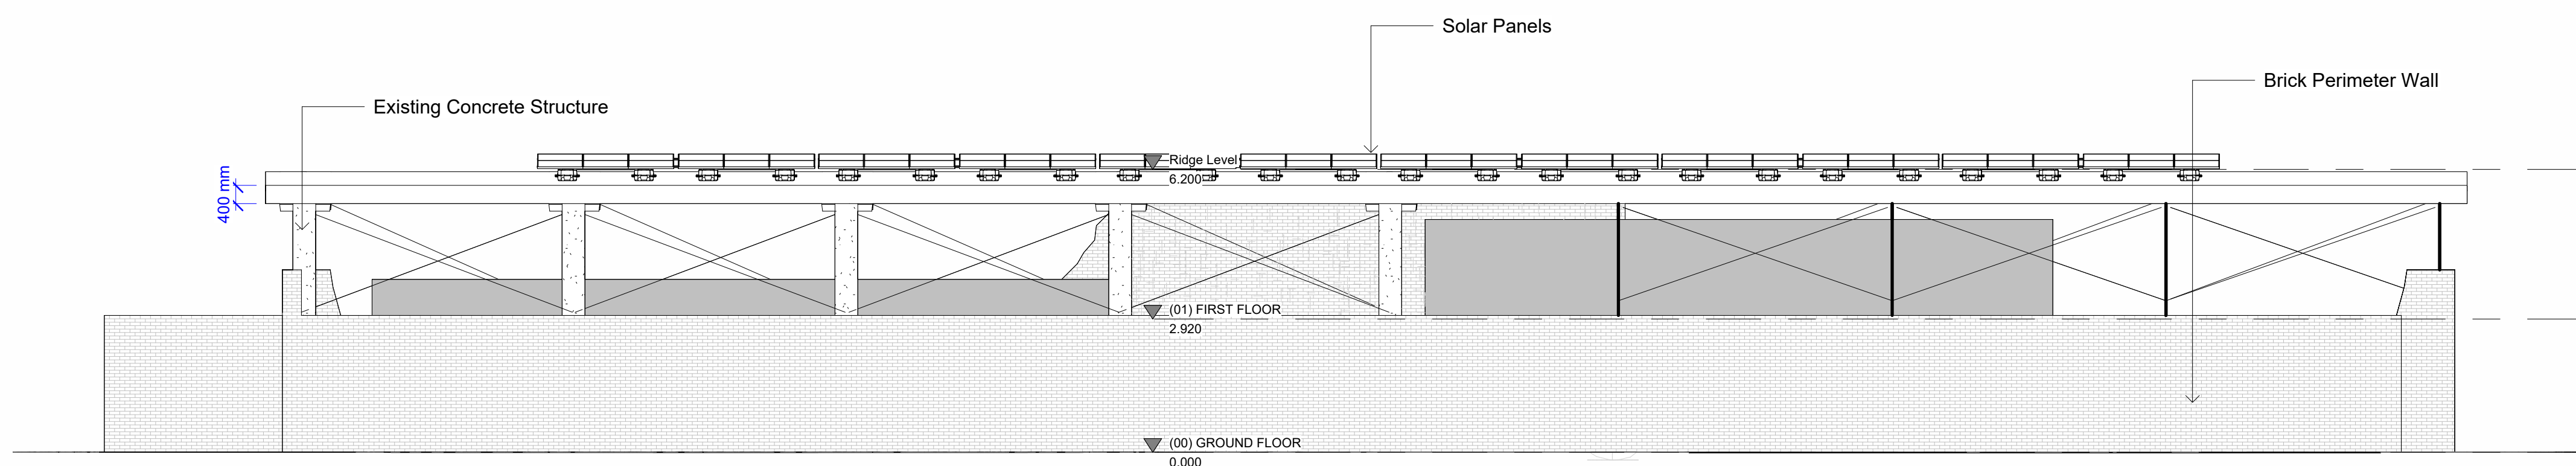 Solar Panels
Brick Perimeter Wall
Existing Concrete Structure
Ridge Level
6.200
400 mm
(01) FIRST FLOOR
2.920
(00) GROUND FLOOR
0.000